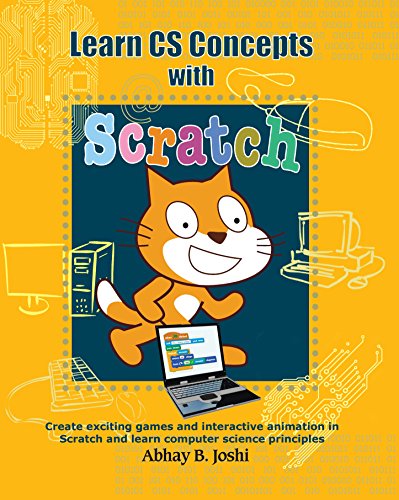 Learn CS Concepts
with
Scratch
Create exciting games and interactive animation in
Scratch and learn computer science principles
Abhay B. Joshi